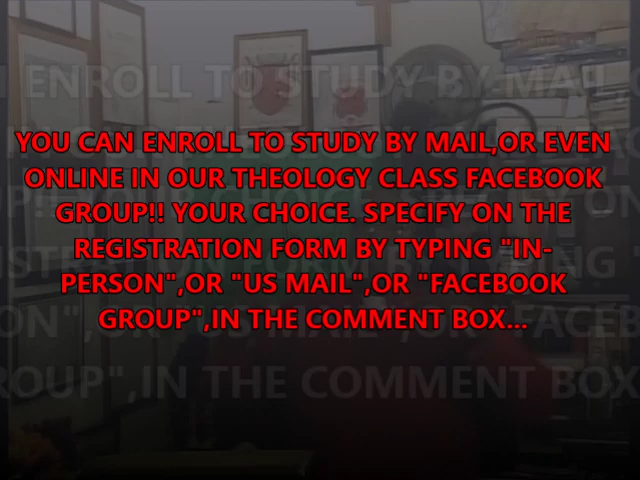 YOU CAN ENROLL TO STUDY BY MAIL,OR EVEN
ONLINE IN OUR THEOLOGY CLASS FACEBOOK
GROUP!! YOUR CHOICE. SPECIFY ON THE
REGISTRATION FORM BY TYPING "IN-
PERSON",OR "US MAIL",OR "FACEBOOK
GROUP",IN THE COMMENT BOX...